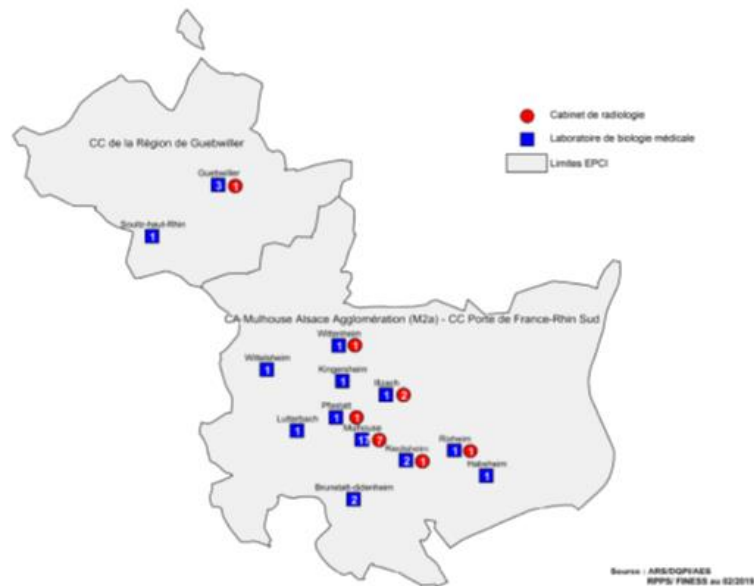 Cabinet de radiologie
Laboratoire de biologie médicale
Limites EPCI
CC de la Région de Guebwiller
Guebwiller
3 1
Soultz-haut-Rhin
1
CA Mulhouse Alsace Agglomération (M2a) - CC Porte de France-Rhin Sud
Wittenheim
1 1
Wittelsheim
1
Kingersheim
1
Illzach
1 2
Pfastatt
1 1
Lutterbach
1
Mulhouse
7
Riedisheim
2 1
Rixheim
1 1
Habsheim
1
Brunstatt-didenheim
2
Source : ARS/DQPI/AES
RPPS/ FINESS au 02/2019